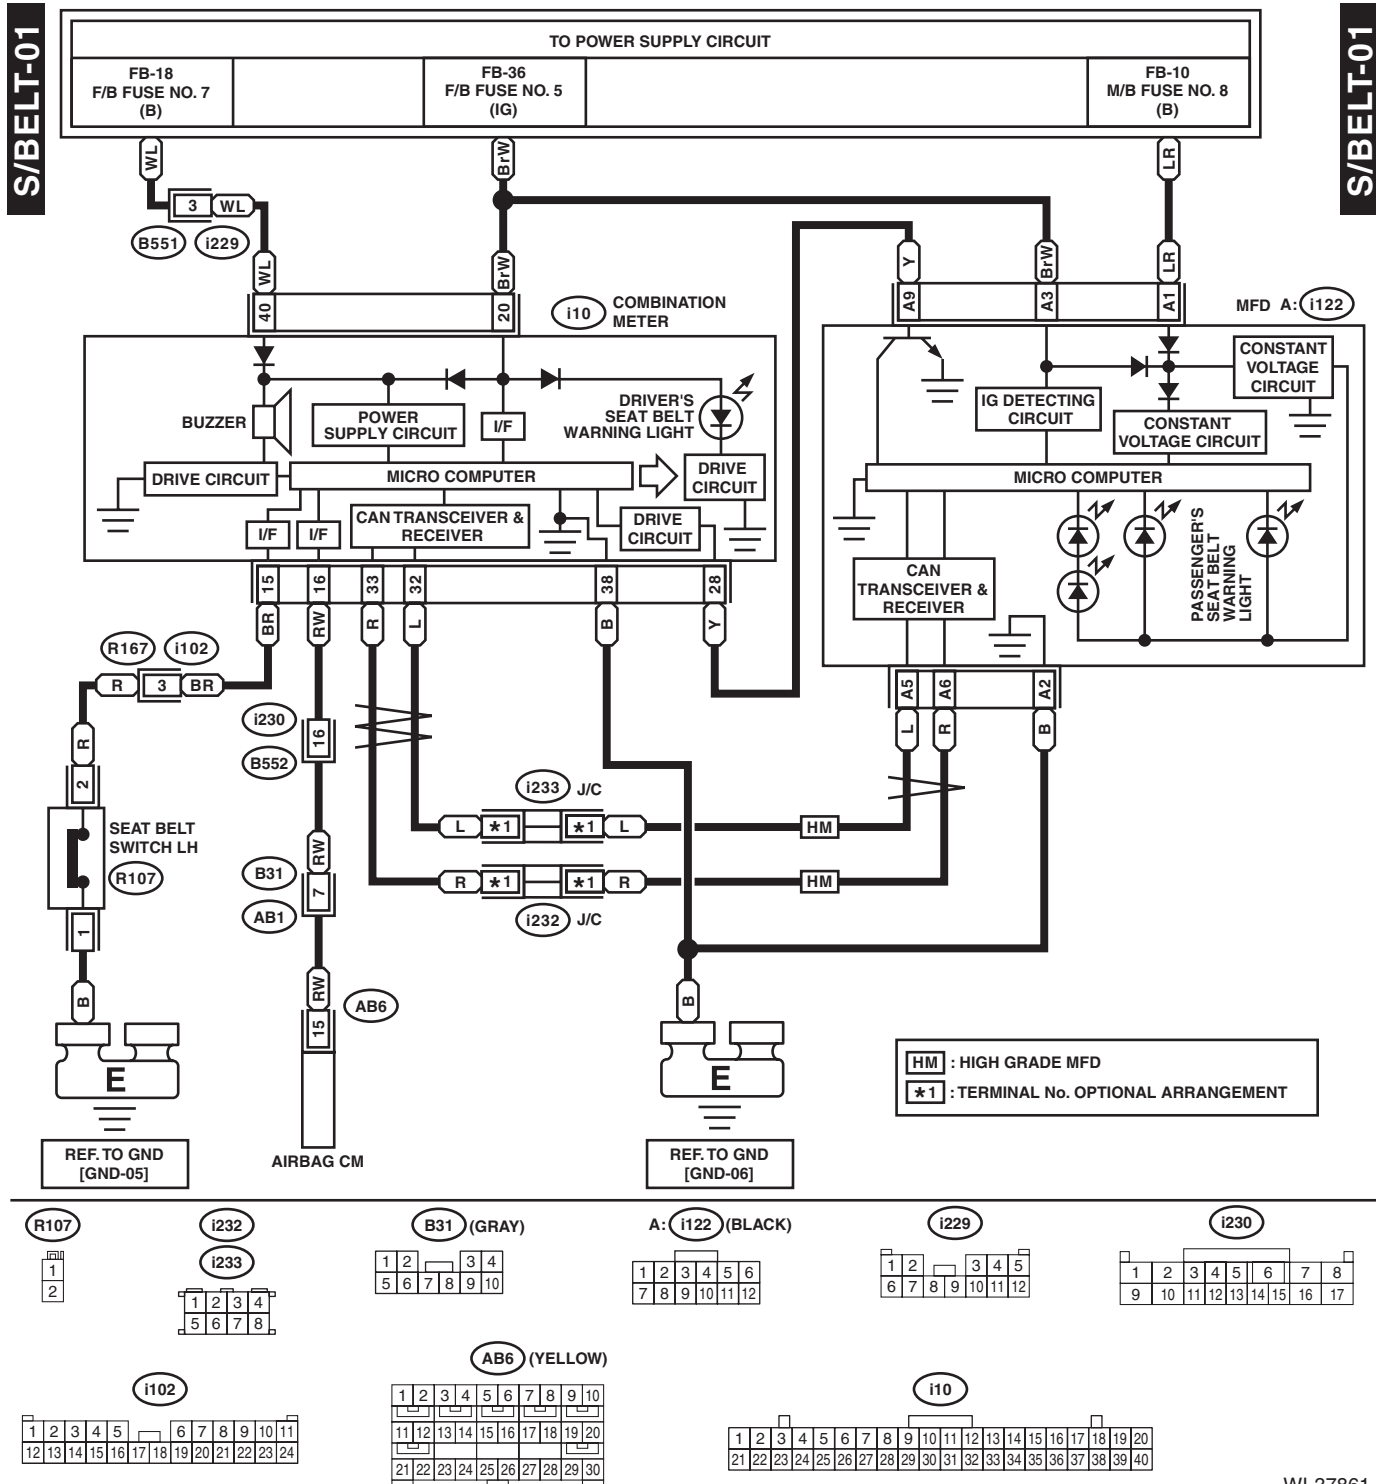 S/BELT-01
S/BELT-01
TO POWER SUPPLY CIRCUIT
FB-18
F/B FUSE NO. 7
(B)
FB-36
F/B FUSE NO. 5
(IG)
FB-10
M/B FUSE NO. 8
(B)
WL
BrW
LR
3
WL
B551
i229
WL
BrW
Y
BrW
LR
40
20
i10
COMBINATION
METER
A9
A3
A1
MFD A: i122
BUZZER
POWER
SUPPLY CIRCUIT
I/F
DRIVER'S
SEAT BELT
WARNING LIGHT
DRIVE CIRCUIT
MICRO COMPUTER
DRIVE
CIRCUIT
I/F
I/F
CAN TRANSCEIVER &
RECEIVER
DRIVE
CIRCUIT
CONSTANT
VOLTAGE
CIRCUIT
IG DETECTING
CIRCUIT
CONSTANT
VOLTAGE CIRCUIT
MICRO COMPUTER
CAN
TRANSCEIVER &
RECEIVER
PASSENGER'S
SEAT BELT
WARNING
LIGHT
15
16
33
32
38
28
BR
RW
R
L
B
Y
A5
A6
A2
L
R
B
R167
i102
R
3
BR
R
2
SEAT BELT
SWITCH LH
R107
1
B
E
REF. TO GND
[GND-05]
i230
16
B552
RW
B31
7
AB1
RW
AB6
15
AIRBAG CM
i233 J/C
L
*1
*1
L
HM
R
*1
*1
R
HM
i232 J/C
B
E
REF. TO GND
[GND-06]
HM : HIGH GRADE MFD
*1 : TERMINAL No. OPTIONAL ARRANGEMENT
R107
1
2
i232
i233
1 2 3 4
5 6 7 8
B31 (GRAY)
1 2 3 4
5 6 7 8 9 10
A: i122 (BLACK)
1 2 3 4 5 6
7 8 9 10 11 12
i229
1 2 3 4 5
6 7 8 9 10 11 12
i230
1 2 3 4 5 6 7 8
9 10 11 12 13 14 15 16 17
i102
1 2 3 4 5 6 7 8 9 10 11
12 13 14 15 16 17 18 19 20 21 22 23 24
AB6 (YELLOW)
1 2 3 4 5 6 7 8 9 10
11 12 13 14 15 16 17 18 19 20
21 22 23 24 25 26 27 28 29 30
i10
1 2 3 4 5 6 7 8 9 10 11 12 13 14 15 16 17 18 19 20
21 22 23 24 25 26 27 28 29 30 31 32 33 34 35 36 37 38 39 40